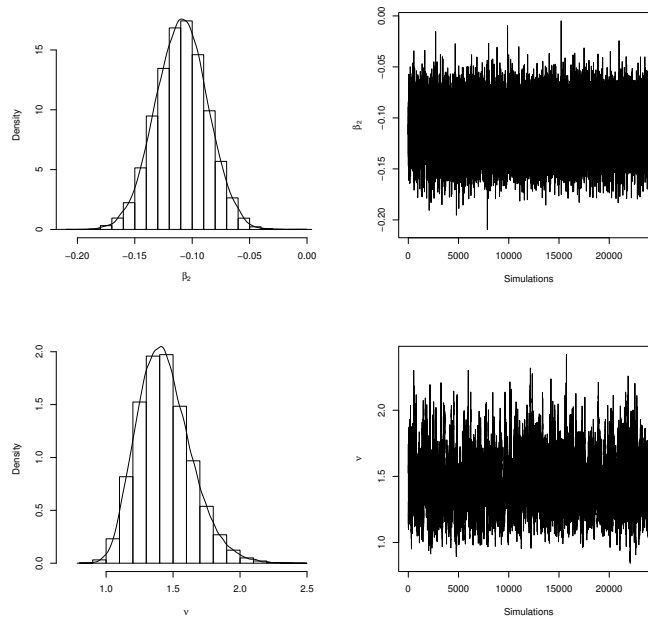 Density
15
10
5
0
−0.20 −0.15 −0.10 −0.05 0.00
β₂
β₂
0.00
−0.05
−0.10
−0.15
−0.20
0 5000 10000 15000 20000
Simulations
Density
2.0
1.5
1.0
0.5
0.0
1.0 1.5 2.0 2.5
ν
ν
2.0
1.5
1.0
0 5000 10000 15000 20000
Simulations